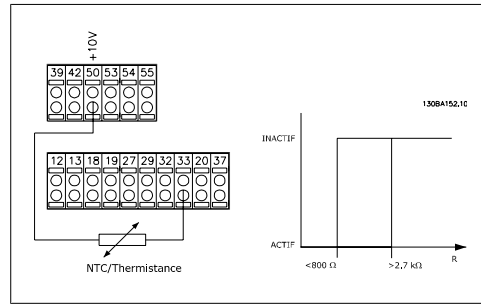 +10V
39 42 50 53 54 55
130BA152.10
INACTIF
12 13 18 19 27 29 32 33 20 37
ACTIF
<800 Ω >2,7 kΩ R
NTC/Thermistance